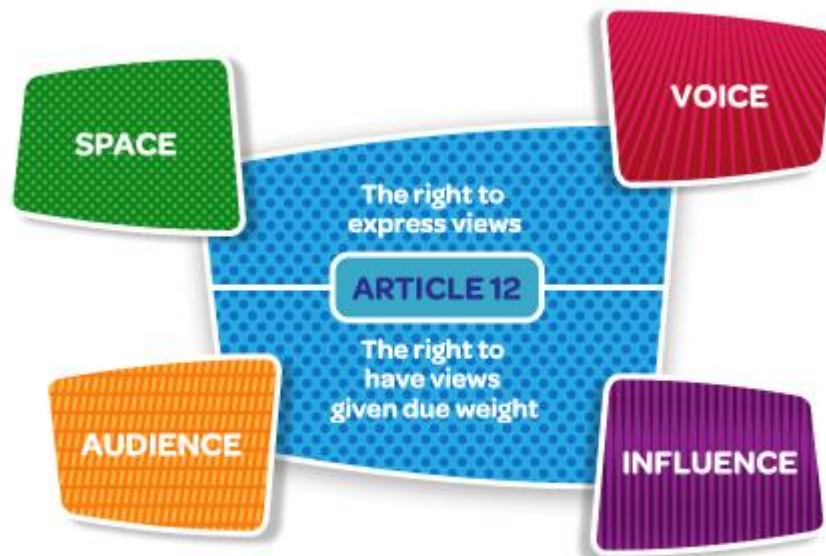 SPACE
VOICE
The right to
express views
ARTICLE 12
The right to
have views
given due weight
AUDIENCE
INFLUENCE